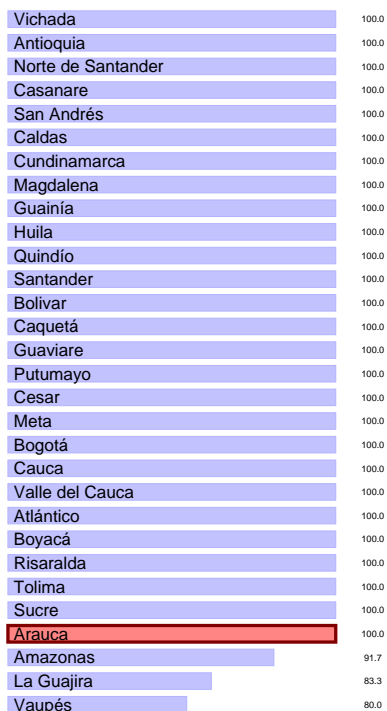 Vichada 100.0
Antioquia 100.0
Norte de Santander 100.0
Casanare 100.0
San Andrés 100.0
Caldas 100.0
Cundinamarca 100.0
Magdalena 100.0
Guainía 100.0
Huila 100.0
Quindío 100.0
Santander 100.0
Bolivar 100.0
Caquetá 100.0
Guaviare 100.0
Putumayo 100.0
Cesar 100.0
Meta 100.0
Bogotá 100.0
Cauca 100.0
Valle del Cauca 100.0
Atlántico 100.0
Boyacá 100.0
Risaralda 100.0
Tolima 100.0
Sucre 100.0
Arauca 100.0
Amazonas 91.7
La Guajira 83.3
Vaupés 80.0